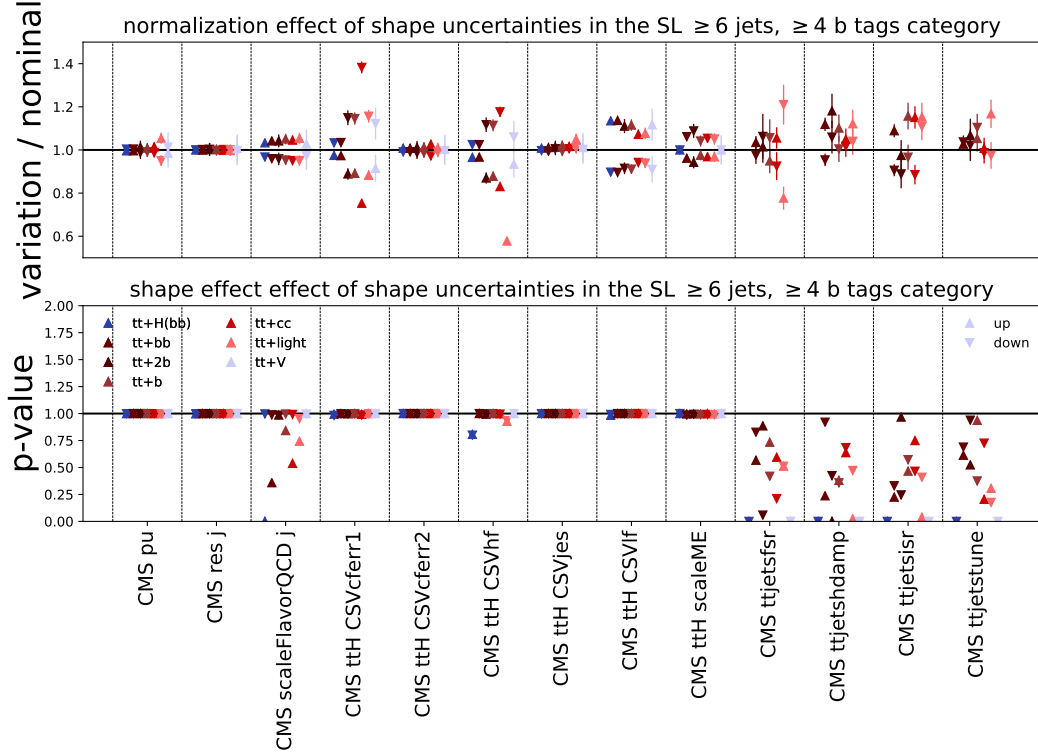 normalization effect of shape uncertainties in the SL ≥6 jets, ≥4 b tags category
variation / nominal
1.4
1.2
1.0
0.8
0.6
shape effect effect of shape uncertainties in the SL ≥6 jets, ≥4 b tags category
p-value
2.00
1.75
1.50
1.25
1.00
0.75
0.50
0.25
0.00
tt+H(bb)
tt+bb
tt+2b
tt+b
tt+cc
tt+light
tt+V
up
down
CMS pu
CMS res j
CMS scaleFlavorQCD j
CMS ttH CSVcferr1
CMS ttH CSVcferr2
CMS ttH CSVhf
CMS ttH CSVjes
CMS ttH CSVlf
CMS ttH scaleME
CMS ttjetsfsr
CMS ttjetshdamp
CMS ttjetsisr
CMS ttjetstune